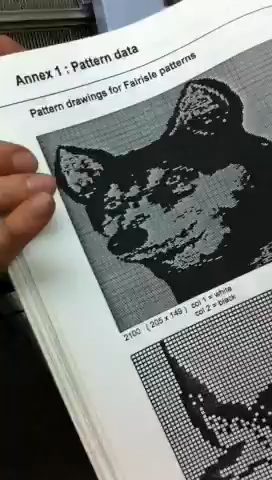 Annex 1 : Pattern data
Pattern drawings for Fairisle patterns
2100 ( 205 x 149 ) col 1 = white
col 2 = black